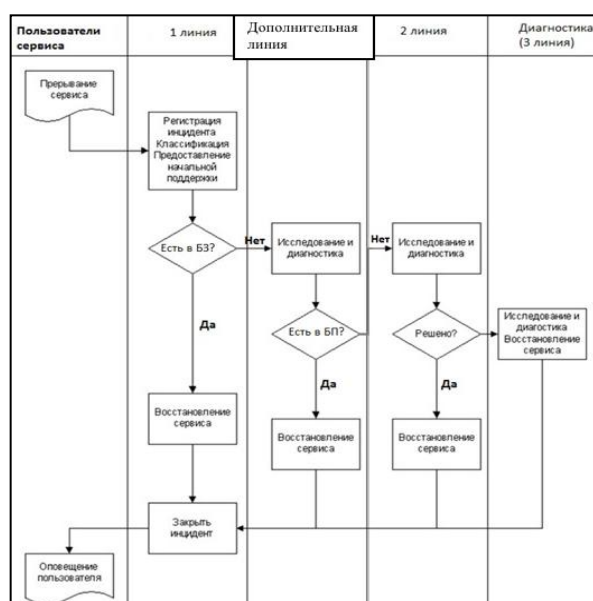 Пользователи
сервиса
1 линия
Дополнительная
линия
2 линия
Диагностика
(3 линия)
Прерывание
сервиса
Регистрация
инцидента
Классификация
Предоставление
начальной
поддержки
Есть в БЗ?
Нет
Исследование и
диагностика
Нет
Исследование и
диагностика
Да
Есть в БП?
Решено?
Исследование и
диагостика
Восстановление
сервиса
Да
Да
Восстановление
сервиса
Восстановление
сервиса
Восстановление
сервиса
Закрыть
инцидент
Оповещение
пользователя